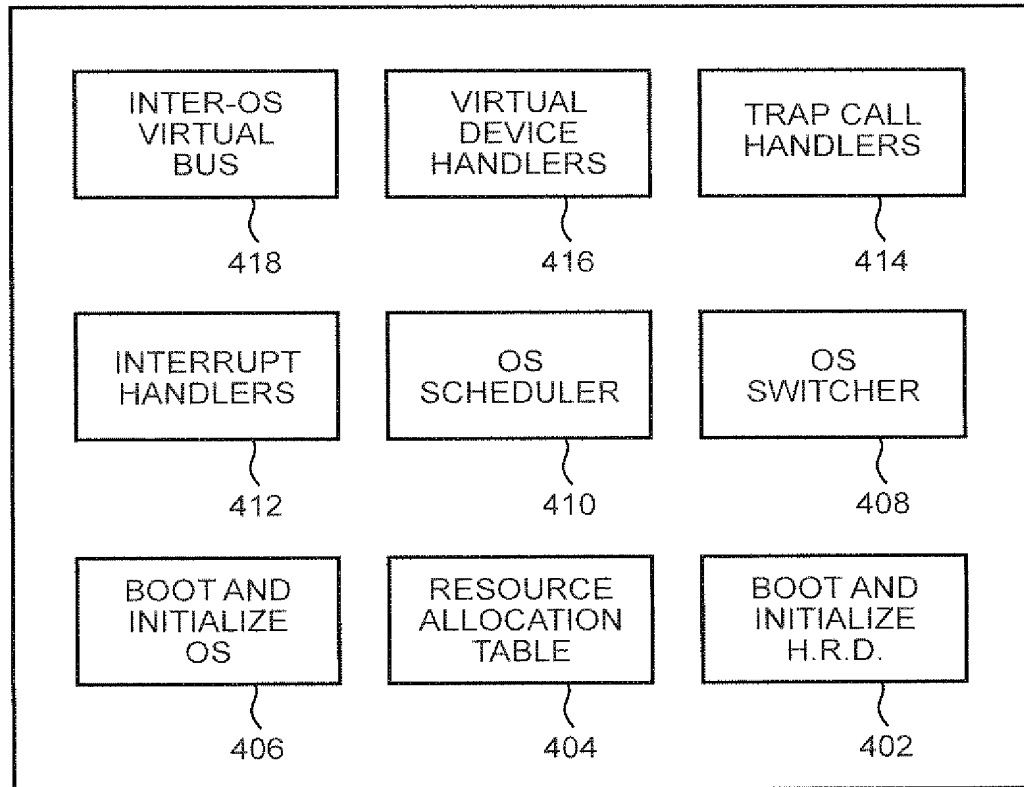 INTER-OS
VIRTUAL
BUS
418
VIRTUAL
DEVICE
HANDLERS
416
TRAP CALL
HANDLERS
414
INTERRUPT
HANDLERS
412
OS
SCHEDULER
410
OS
SWITCHER
408
BOOT AND
INITIALIZE
OS
406
RESOURCE
ALLOCATION
TABLE
404
BOOT AND
INITIALIZE
H.R.D.
402